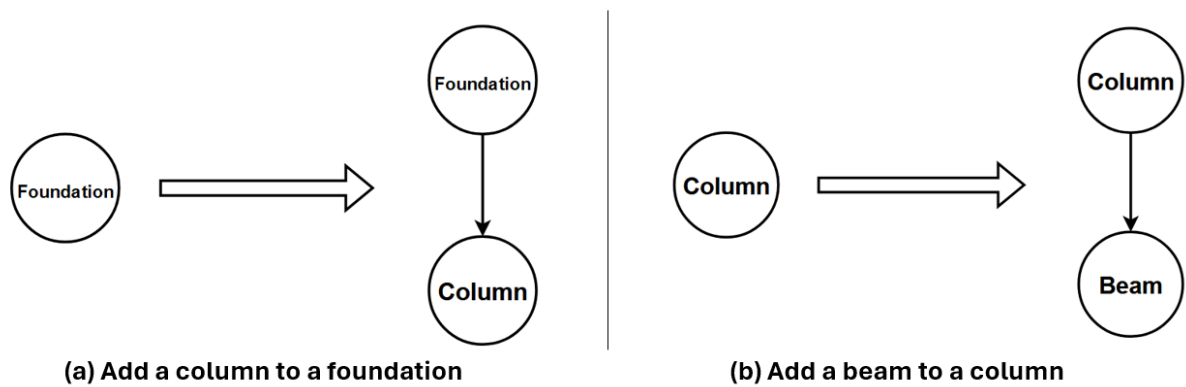 Foundation
Foundation
Column
(a) Add a column to a foundation
Column
Column
Beam
(b) Add a beam to a column